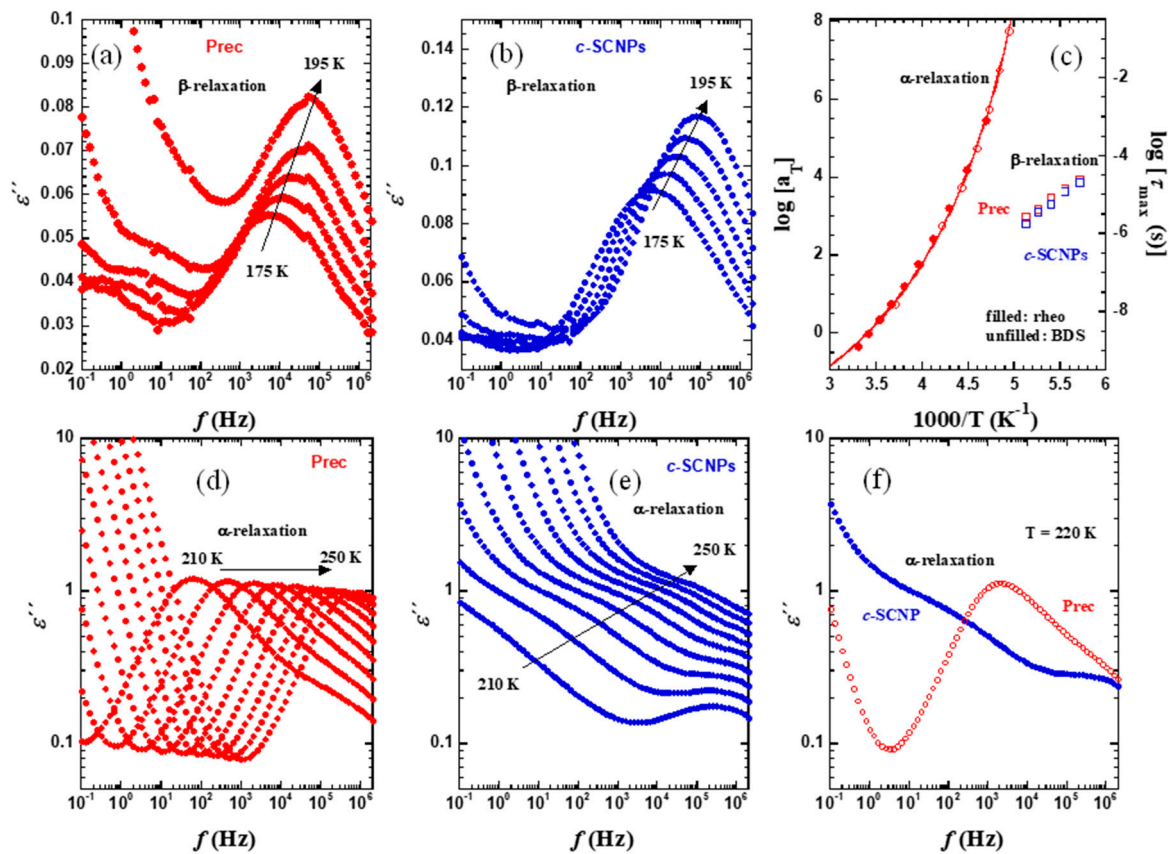 (a)
Prec
β-relaxation
195 K
175 K
0.1
0.09
0.08
0.07
0.06
0.05
0.04
0.03
0.02
ε′′
10⁻¹ 10⁰ 10¹ 10² 10³ 10⁴ 10⁵ 10⁶
f (Hz)
(b)
c-SCNPs
β-relaxation
195 K
175 K
0.14
0.12
0.1
0.08
0.06
0.04
ε′′
10⁻¹ 10⁰ 10¹ 10² 10³ 10⁴ 10⁵ 10⁶
f (Hz)
(c)
α-relaxation
β-relaxation
Prec
c-SCNPs
filled: rheo
unfilled: BDS
8
6
4
2
0
log [a_T]
-2
-4
-6
-8
log [τ_max (s)]
3 3.5 4 4.5 5 5.5 6
1000/T (K⁻¹)
(d)
Prec
α-relaxation
210 K
250 K
10
1
0.1
ε′′
10⁻¹ 10⁰ 10¹ 10² 10³ 10⁴ 10⁵ 10⁶
f (Hz)
(e)
c-SCNPs
α-relaxation
250 K
210 K
10
1
0.1
ε′′
10⁻¹ 10⁰ 10¹ 10² 10³ 10⁴ 10⁵ 10⁶
f (Hz)
(f)
T = 220 K
α-relaxation
c-SCNP
Prec
10
1
0.1
ε′′
10⁻¹ 10⁰ 10¹ 10² 10³ 10⁴ 10⁵ 10⁶
f (Hz)